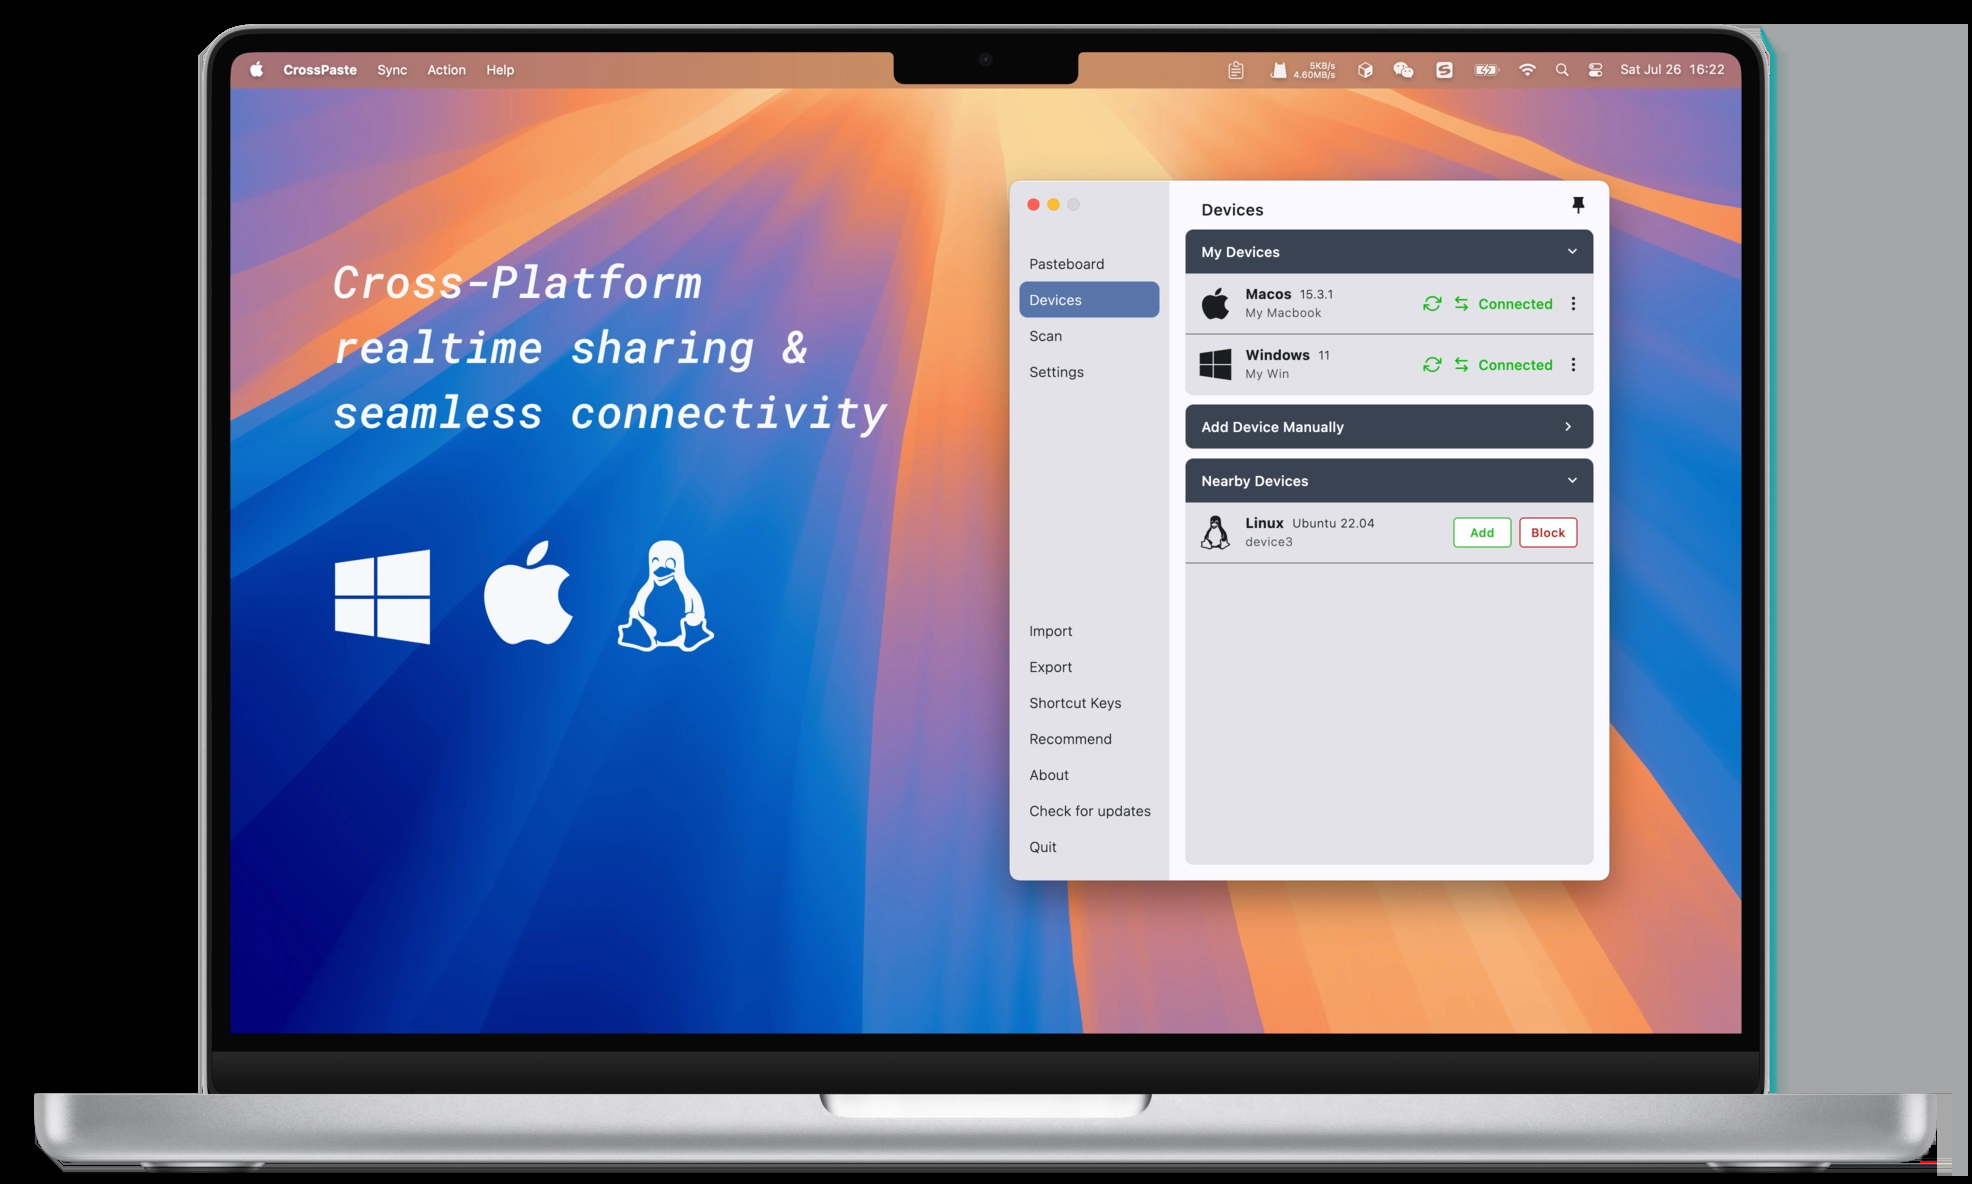 CrossPaste Sync Action Help
5KB/s
4.60MB/s
Sat Jul 26 16:22
Cross-Platform
realtime sharing &
seamless connectivity
Pasteboard
Devices
Scan
Settings
Import
Export
Shortcut Keys
Recommend
About
Check for updates
Quit
Devices
My Devices
Macos 15.3.1
My Macbook
Connected
Windows 11
My Win
Connected
Add Device Manually
Nearby Devices
Linux Ubuntu 22.04
device3
Add Block